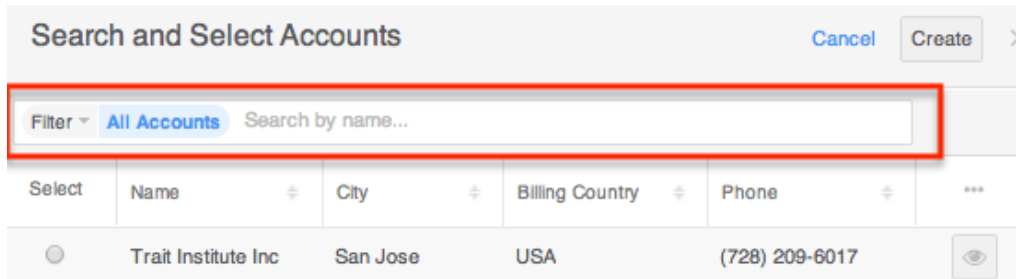 Search and Select Accounts Cancel Create
Filter All Accounts Search by name...
Select Name City Billing Country Phone
Trait Institute Inc San Jose USA (728) 209-6017